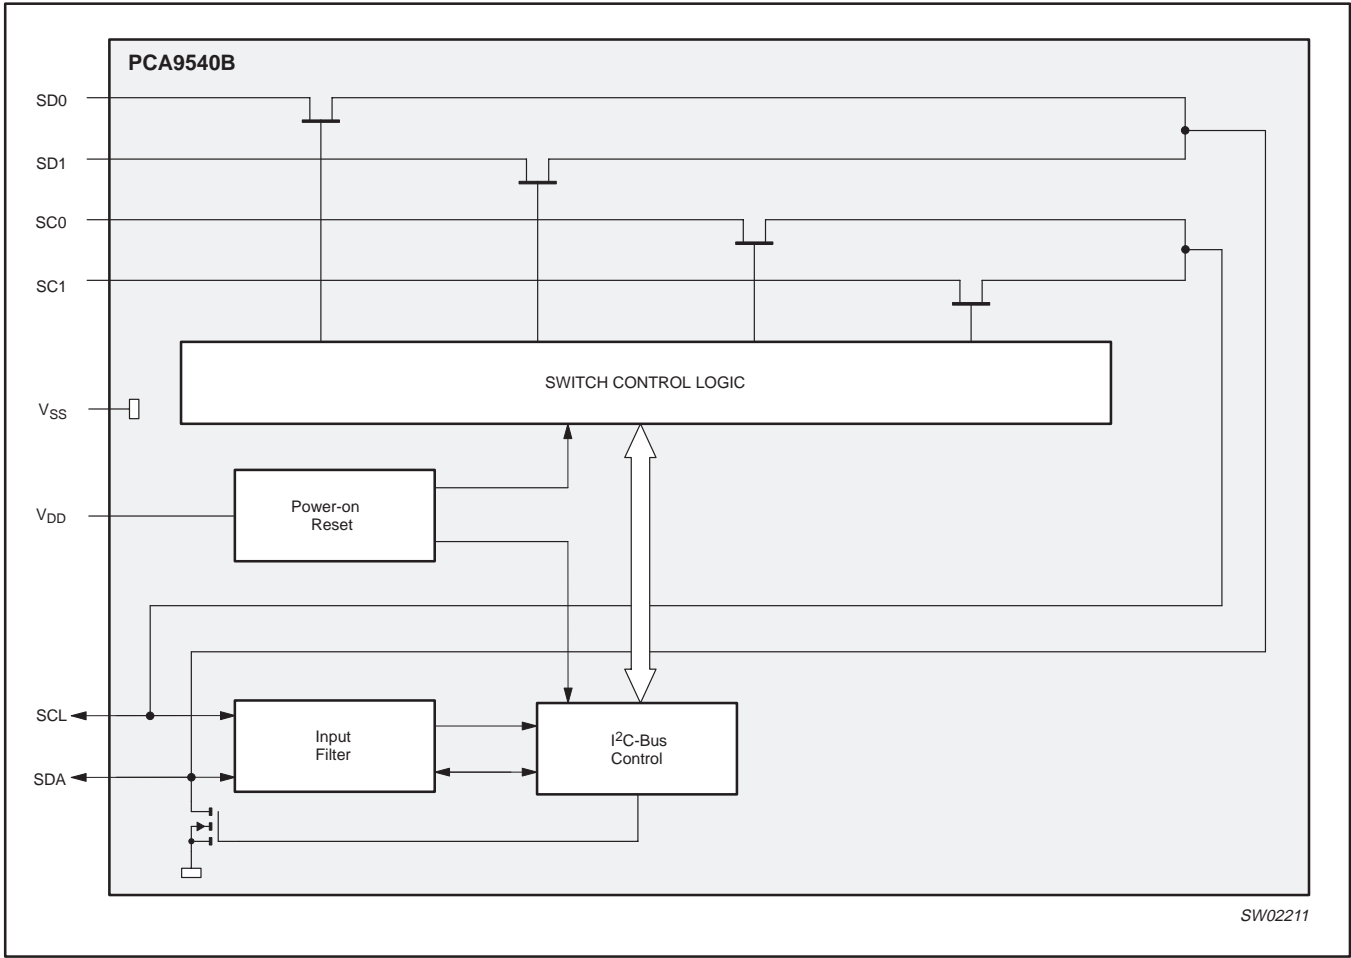 PCA9540B
SD0
SD1
SC0
SC1
SWITCH CONTROL LOGIC
VSS
Power-on
Reset
VDD
SCL
Input
Filter
I2C-Bus
Control
SDA
SW02211